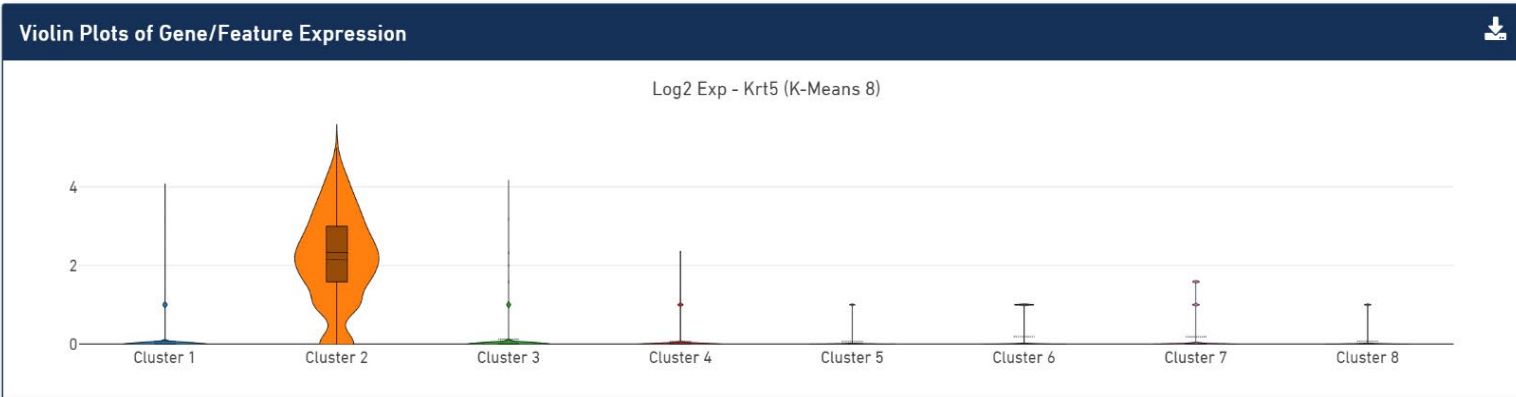 Violin Plots of Gene/Feature Expression
Log2 Exp - Krt5 (K-Means 8)
4
2
0
Cluster 1 Cluster 2 Cluster 3 Cluster 4 Cluster 5 Cluster 6 Cluster 7 Cluster 8